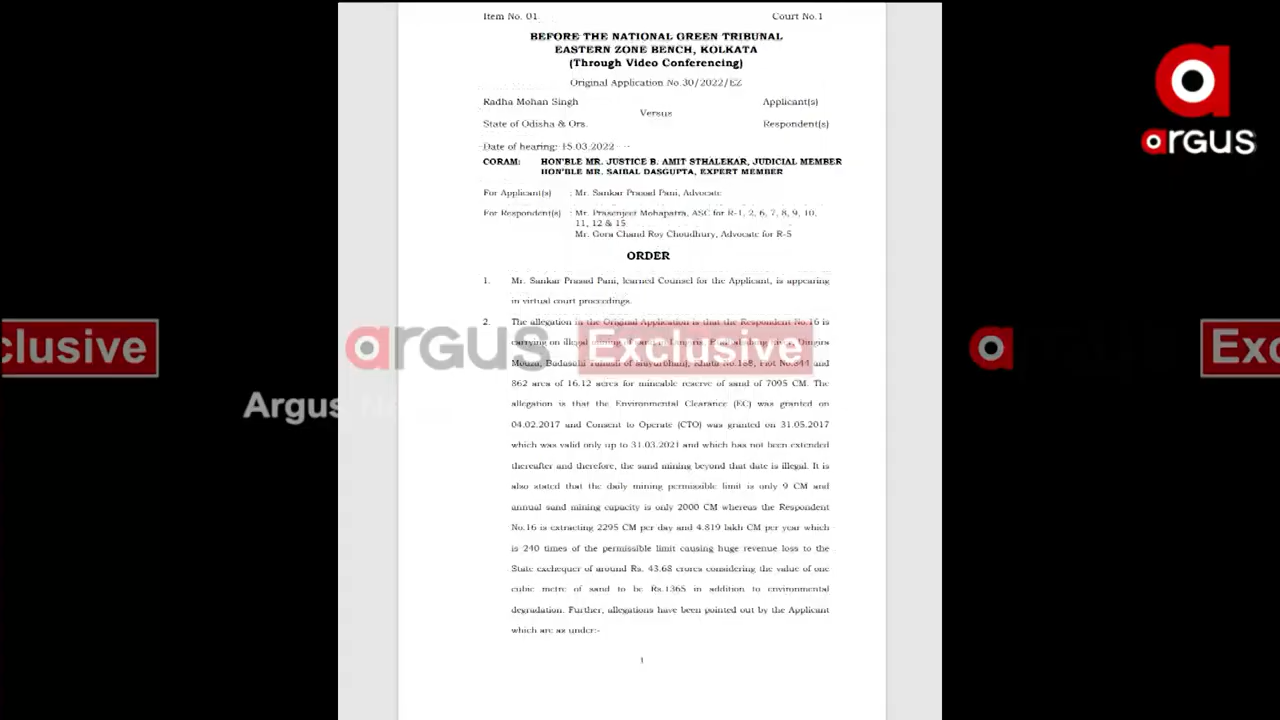 Item No. 01
Court No.1
BEFORE THE NATIONAL GREEN TRIBUNAL
EASTERN ZONE BENCH, KOLKATA
(Through Video Conferencing)
Original Application No.30/2022/EZ
Radha Mohan Singh
Applicant(s)
Versus
State of Odisha & Ors.
Respondent(s)
Date of hearing: 15.03.2022
CORAM: HON'BLE MR. JUSTICE B. AMIT STHALEKAR, JUDICIAL MEMBER
HON'BLE MR. SAIBAL DASGUPTA, EXPERT MEMBER
For Applicant(s) : Mr. Sankar Prasad Pani, Advocate
For Respondent(s) : Mr. Prasenjeet Mohapatra, ASC for R-1, 2, 6, 7, 8, 9, 10,
11, 12 & 15
Mr. Gora Chand Roy Choudhury, Advocate for R-5
ORDER
1. Mr. Sankar Prasad Pani, learned Counsel for the Applicant, is appearing
in virtual court proceedings.
2. The allegation in the Original Application is that the Respondent No.16 is
carrying on illegal mining of sand
Mouza, No.168, Plot No.844 and
862 area of 16.12 acres for mineable reserve of sand of 7095 CM. The
allegation is that the Environmental Clearance (EC) was granted on
04.02.2017 and Consent to Operate (CTO) was granted on 31.05.2017
which was valid only up to 31.03.2021 and which has not been extended
thereafter and therefore, the sand mining beyond that date is illegal. It is
also stated that the daily mining permissible limit is only 9 CM and
annual sand mining capacity is only 2000 CM whereas the Respondent
No.16 is extracting 2295 CM per day and 4.819 lakh CM per year which
is 240 times of the permissible limit causing huge revenue loss to the
State exchequer of around Rs. 43.68 crores considering the value of one
cubic metre of sand to be Rs.1365 in addition to environmental
degradation. Further, allegations have been pointed out by the Applicant
which are as under:-
1
argus
argus
Exclusive
clusive
Exc
Argus